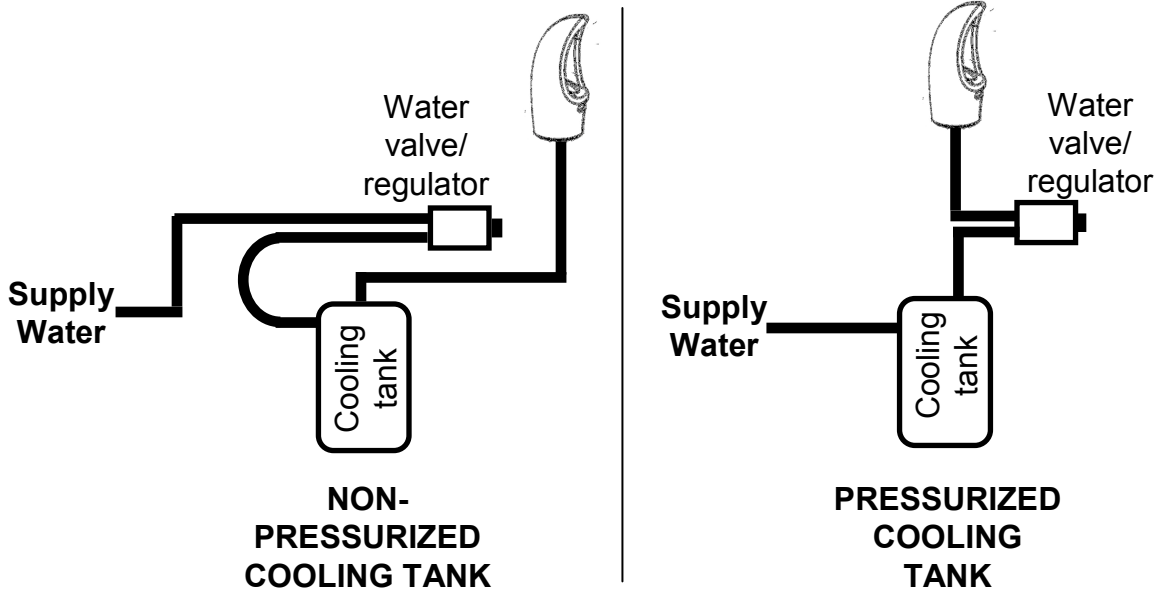 Water
valve/
regulator
Supply
Water
Cooling
tank
NON-
PRESSURIZED
COOLING TANK
Water
valve/
regulator
Supply
Water
Cooling
tank
PRESSURIZED
COOLING
TANK